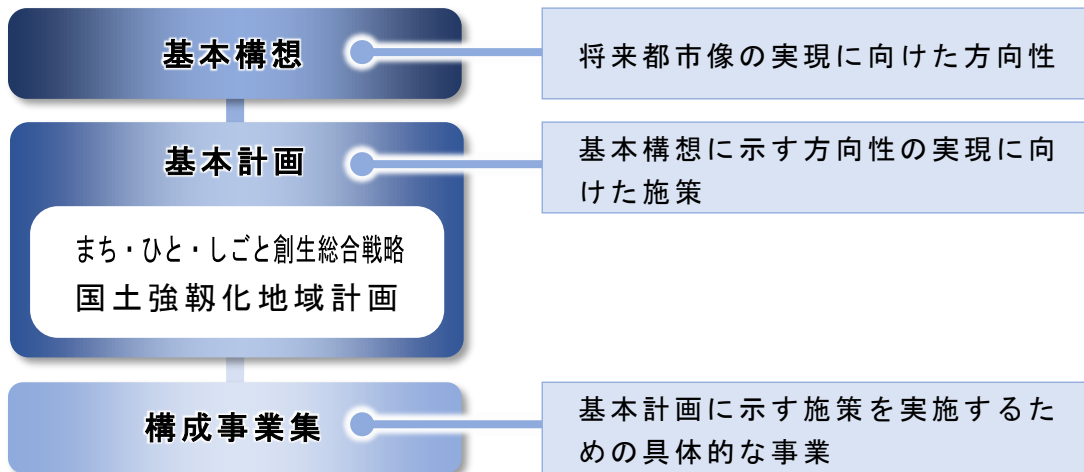 基本構想
将来都市像の実現に向けた方向性
基本計画
基本構想に示す方向性の実現に向
けた施策
まち・ひと・しごと創生総合戦略
国土強靱化地域計画
構成事業集
基本計画に示す施策を実施するた
めの具体的な事業